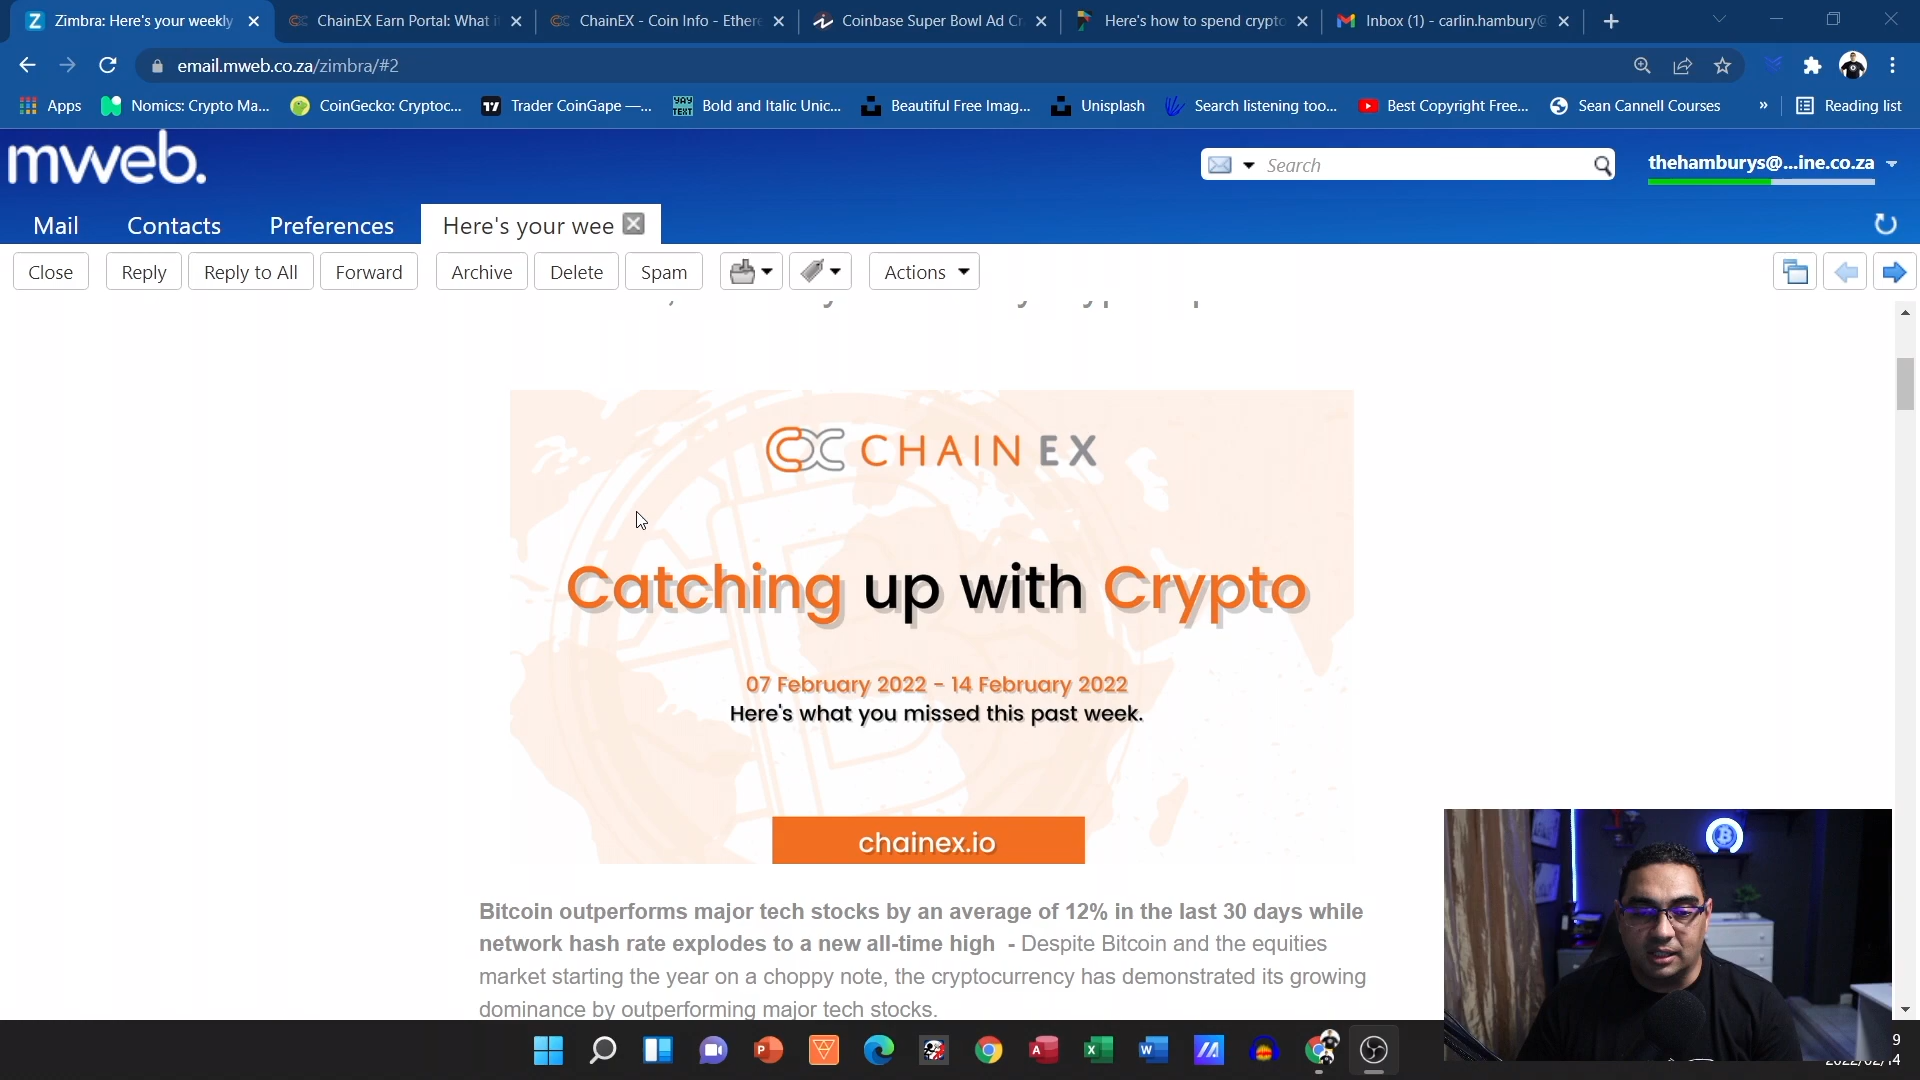 Zimbra: Here's your weekly
ChainEX Earn Portal: What i
ChainEX - Coin Info - Ethere
Coinbase Super Bowl Ad Cr
Here's how to spend crypto
Inbox (1) - carlin.hambury@
email.mweb.co.za/zimbra/#2
Apps
Nomics: Crypto Ma...
CoinGecko: Cryptoc...
Trader CoinGape —...
Bold and Italic Unic...
Beautiful Free Imag...
Unisplash
Search listening too...
Best Copyright Free...
Sean Cannell Courses
»
Reading list
mweb.
Search
thehamburys@...ine.co.za
Mail
Contacts
Preferences
Here's your wee
Close
Reply
Reply to All
Forward
Archive
Delete
Spam
Actions
CHAIN EX
Catching up with Crypto
07 February 2022 - 14 February 2022
Here's what you missed this past week.
chainex.io
Bitcoin outperforms major tech stocks by an average of 12% in the last 30 days while
network hash rate explodes to a new all-time high - Despite Bitcoin and the equities
market starting the year on a choppy note, the cryptocurrency has demonstrated its growing
dominance by outperforming major tech stocks.
9